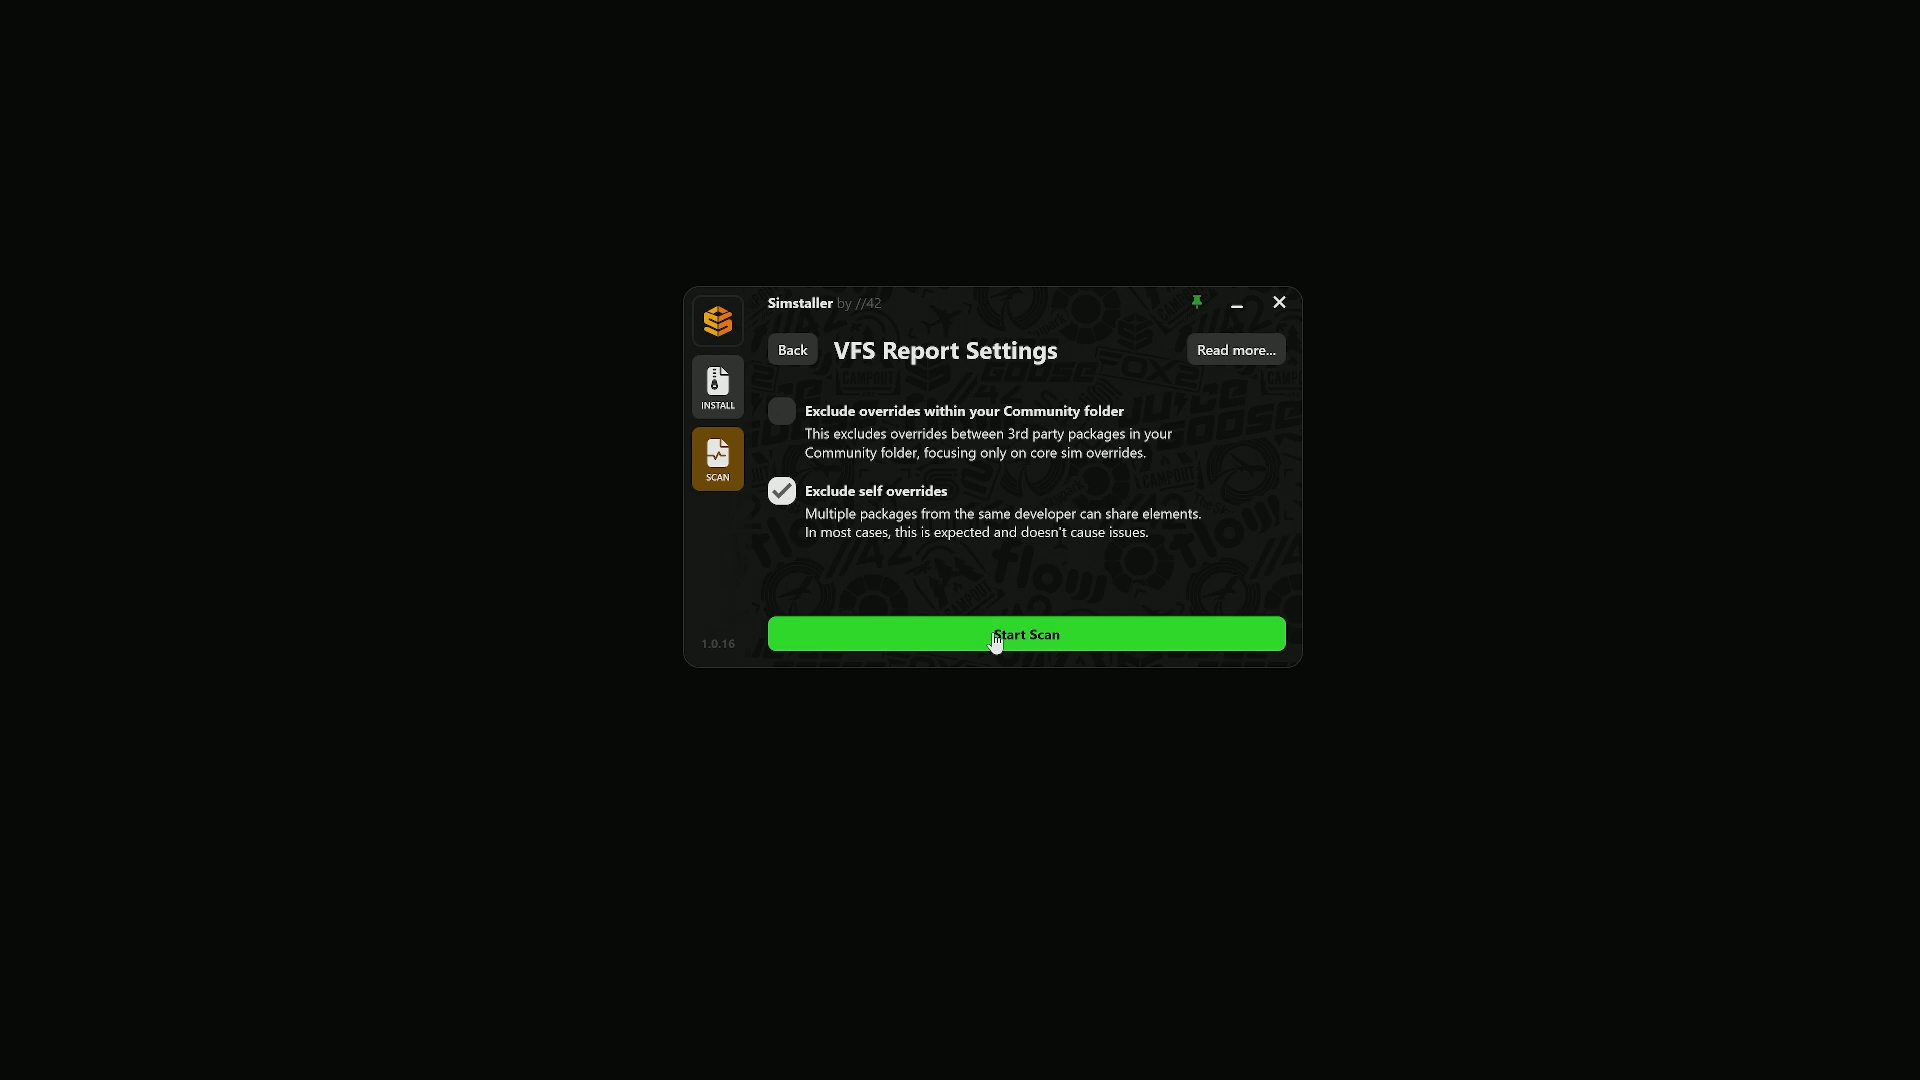 Simstaller by //42
Back
VFS Report Settings
Read more...
INSTALL
SCAN
Exclude overrides within your Community folder
This excludes overrides between 3rd party packages in your
Community folder, focusing only on core sim overrides.
Exclude self overrides
Multiple packages from the same developer can share elements.
In most cases, this is expected and doesn't cause issues.
1.0.16
Start Scan